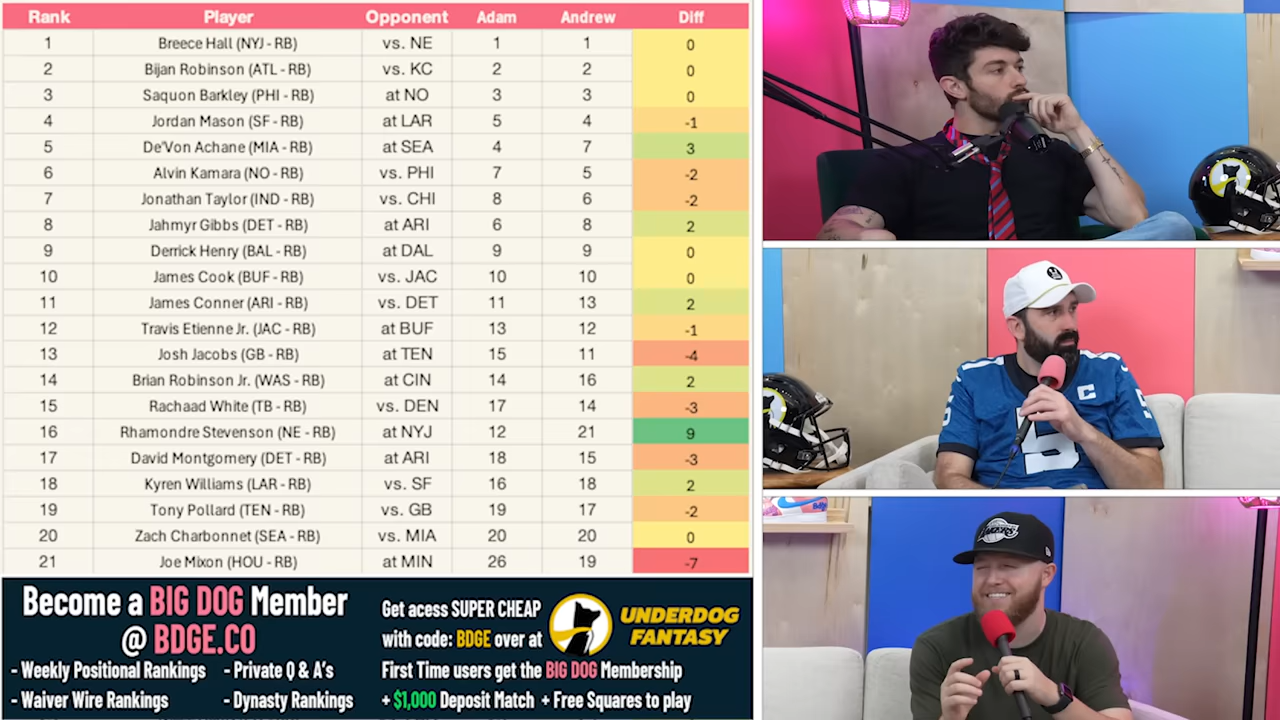 Rank Player Opponent Adam Andrew Diff
1 Breece Hall (NYJ - RB) vs. NE 1 1 0
2 Bijan Robinson (ATL - RB) vs. KC 2 2 0
3 Saquon Barkley (PHI - RB) at NO 3 3 0
4 Jordan Mason (SF - RB) at LAR 5 4 -1
5 De'Von Achane (MIA - RB) at SEA 4 7 3
6 Alvin Kamara (NO - RB) vs. PHI 7 5 -2
7 Jonathan Taylor (IND - RB) vs. CHI 8 6 -2
8 Jahmyr Gibbs (DET - RB) at ARI 6 8 2
9 Derrick Henry (BAL - RB) at DAL 9 9 0
10 James Cook (BUF - RB) vs. JAC 10 10 0
11 James Conner (ARI - RB) vs. DET 11 13 2
12 Travis Etienne Jr. (JAC - RB) at BUF 13 12 -1
13 Josh Jacobs (GB - RB) at TEN 15 11 -4
14 Brian Robinson Jr. (WAS - RB) at CIN 14 16 2
15 Rachaad White (TB - RB) vs. DEN 17 14 -3
16 Rhamondre Stevenson (NE - RB) at NYJ 12 21 9
17 David Montgomery (DET - RB) at ARI 18 15 -3
18 Kyren Williams (LAR - RB) vs. SF 16 18 2
19 Tony Pollard (TEN - RB) vs. GB 19 17 -2
20 Zach Charbonnet (SEA - RB) vs. MIA 20 20 0
21 Joe Mixon (HOU - RB) at MIN 26 19 -7
Become a BIG DOG Member
@ BDGE.CO
- Weekly Positional Rankings - Private Q & A's
- Waiver Wire Rankings - Dynasty Rankings
Get acess SUPER CHEAP
with code: BDGE over at
UNDERDOG
FANTASY
First Time users get the BIG DOG Membership
+ $1,000 Deposit Match + Free Squares to play
C
5
5
5
LAKERS